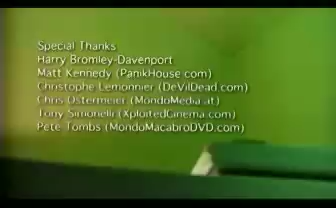 Special Thanks
Harry Bromley-Davenport
Matt Kennedy (PanikHouse.com)
Christophe Lemonnier (DeVilDead.com)
Chris Ostermeier (MondoMedia.at)
Tony Simonelli (XploitedCinema.com)
Pete Tombs (MondoMacabroDVD.com)